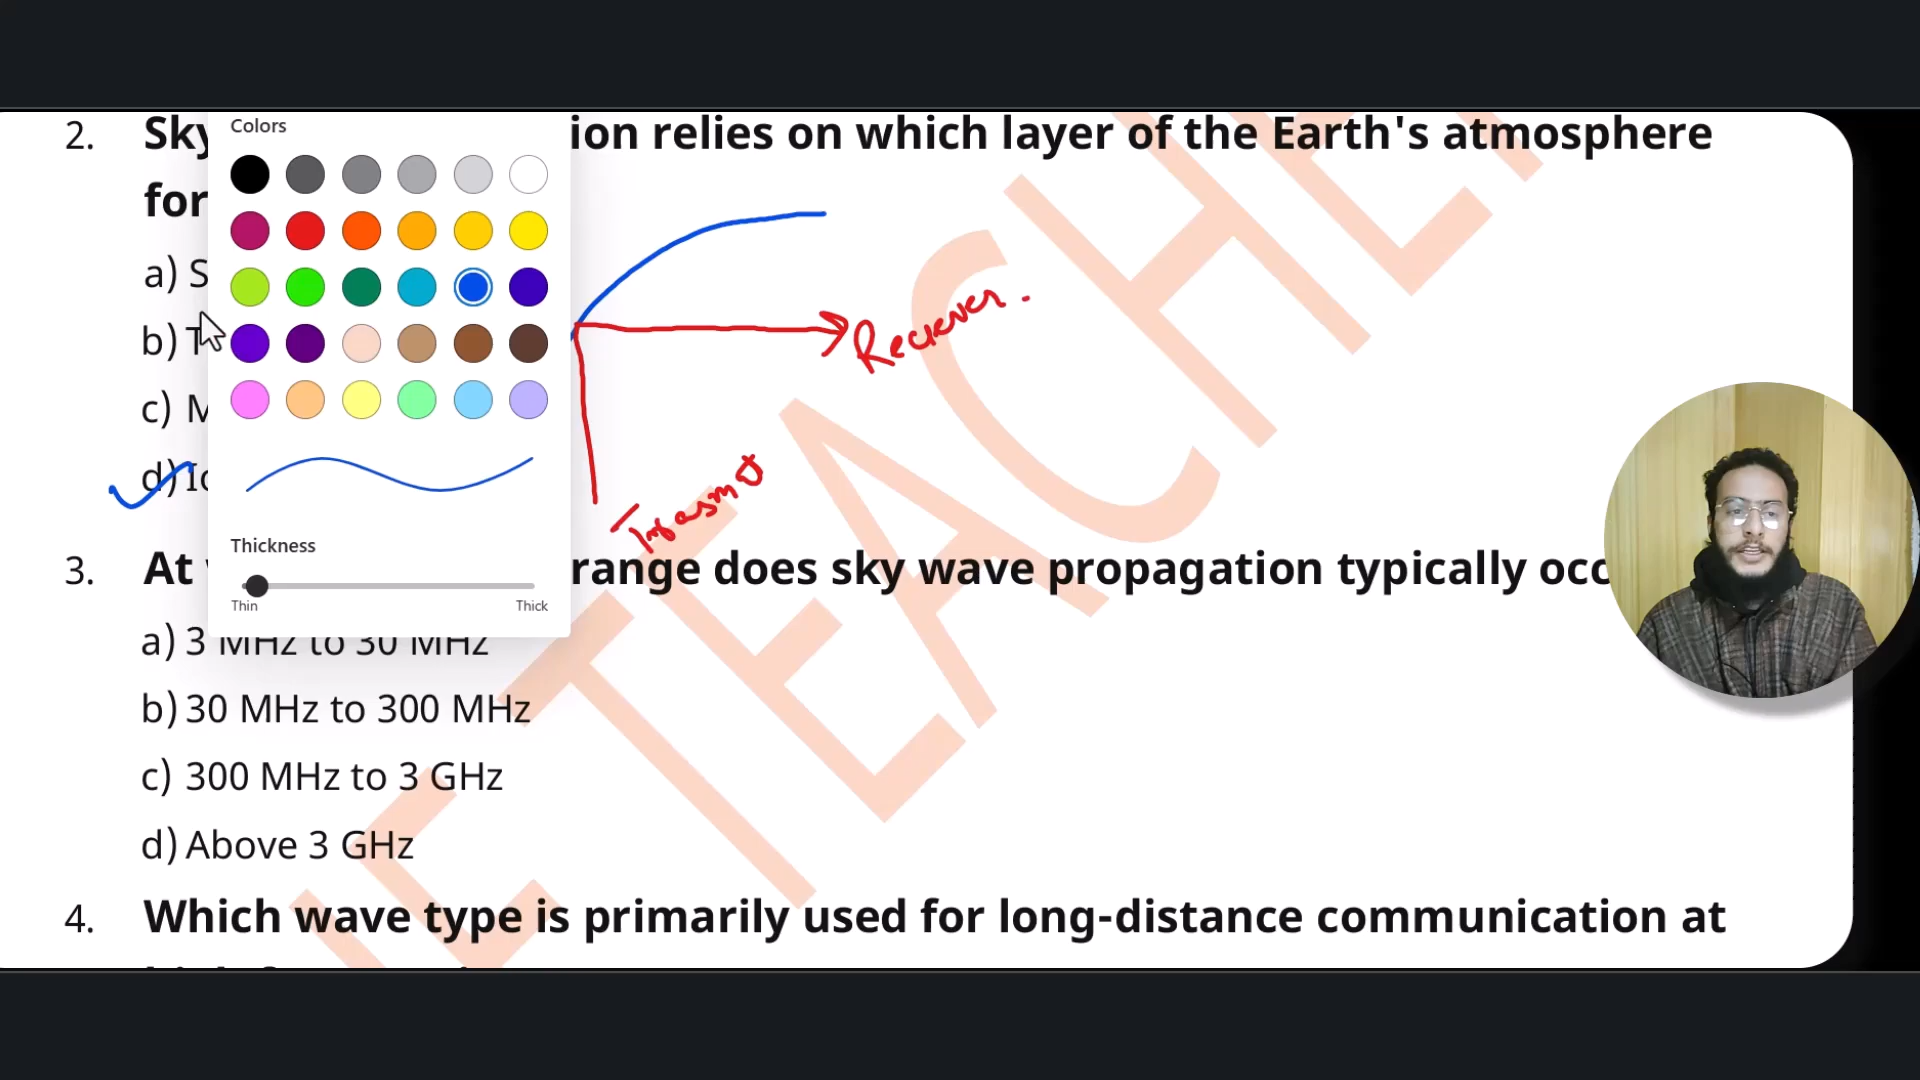 Colors
2. Sky ion relies on which layer of the Earth's atmosphere
for
a) S
b) T
Reciever.
c) M
d) Io
Thickness
Thin Thick
3. At range does sky wave propagation typically occ
a) 3 MHz to 30 MHz
b) 30 MHz to 300 MHz
c) 300 MHz to 3 GHz
d) Above 3 GHz
4. Which wave type is primarily used for long-distance communication at
TEACHE